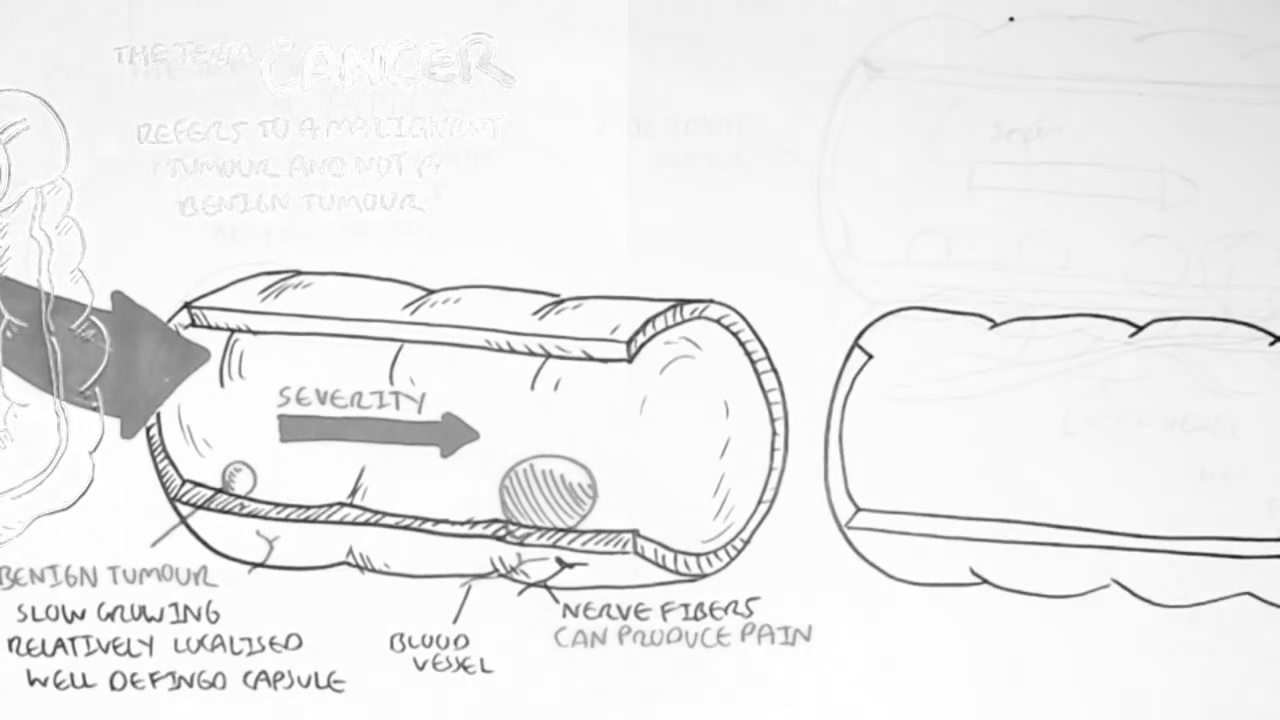 THE TERM CANCER
REFERS TO A MALIGNANT
TUMOUR AND NOT A
BENIGN TUMOUR
SEVERITY
BENIGN TUMOUR
SLOW GROWING
RELATIVELY LOCALISED
WELL DEFINED CAPSULE
BLOOD
VESSEL
NERVE FIBERS
CAN PRODUCE PAIN